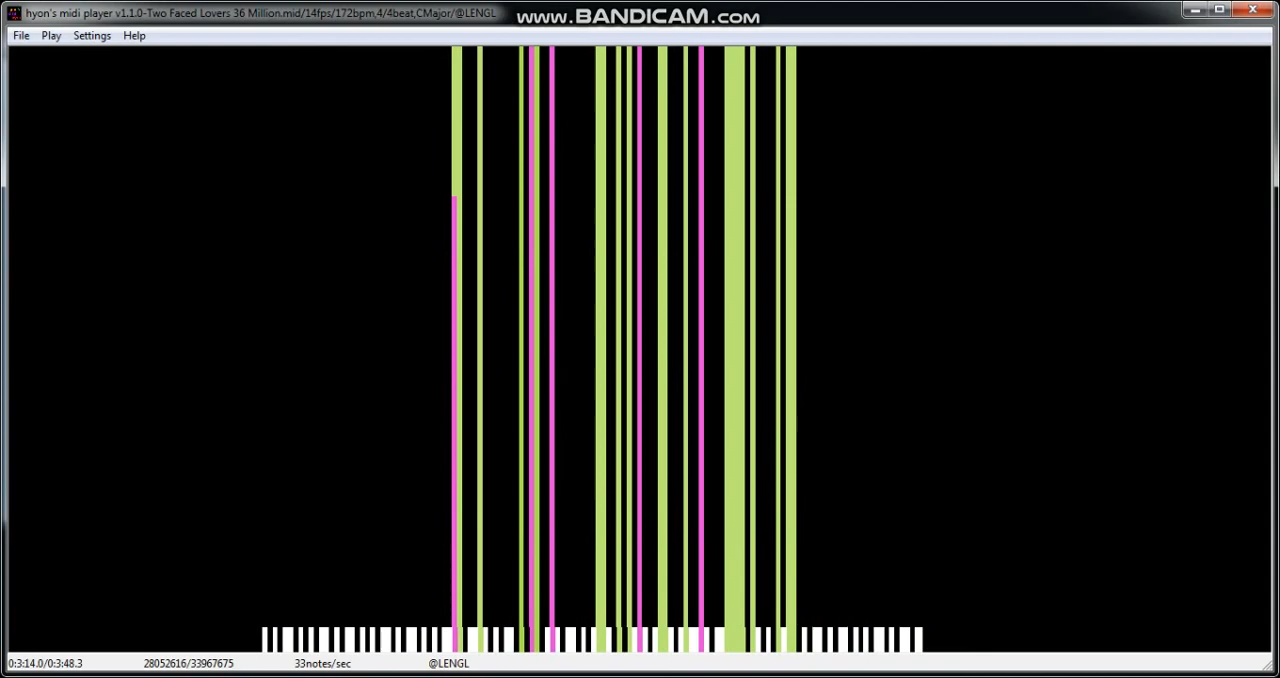 hyon's midi player v1.1.0-Two Faced Lovers 36 Million.mid/14fps/172bpm,4/4beat,CMajor/@LENGL
www.BANDICAM.com
File Play Settings Help
0:3:14.0/0:3:48.3 28052616/33967675 33notes/sec @LENGL